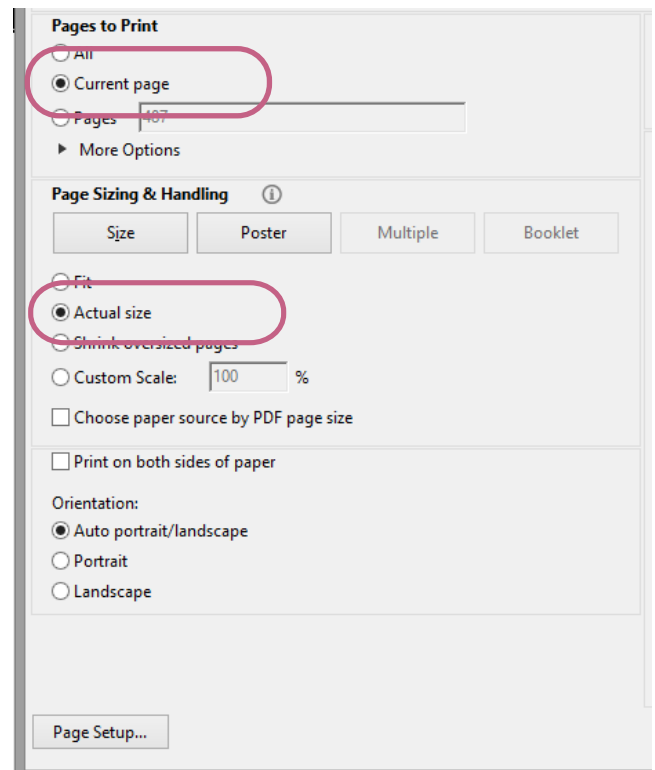 Pages to Print
All
Current page
Pages 487
More Options
Page Sizing & Handling
Size Poster Multiple Booklet
Fit
Actual size
Shrink oversized pages
Custom Scale: 100 %
Choose paper source by PDF page size
Print on both sides of paper
Orientation:
Auto portrait/landscape
Portrait
Landscape
Page Setup...